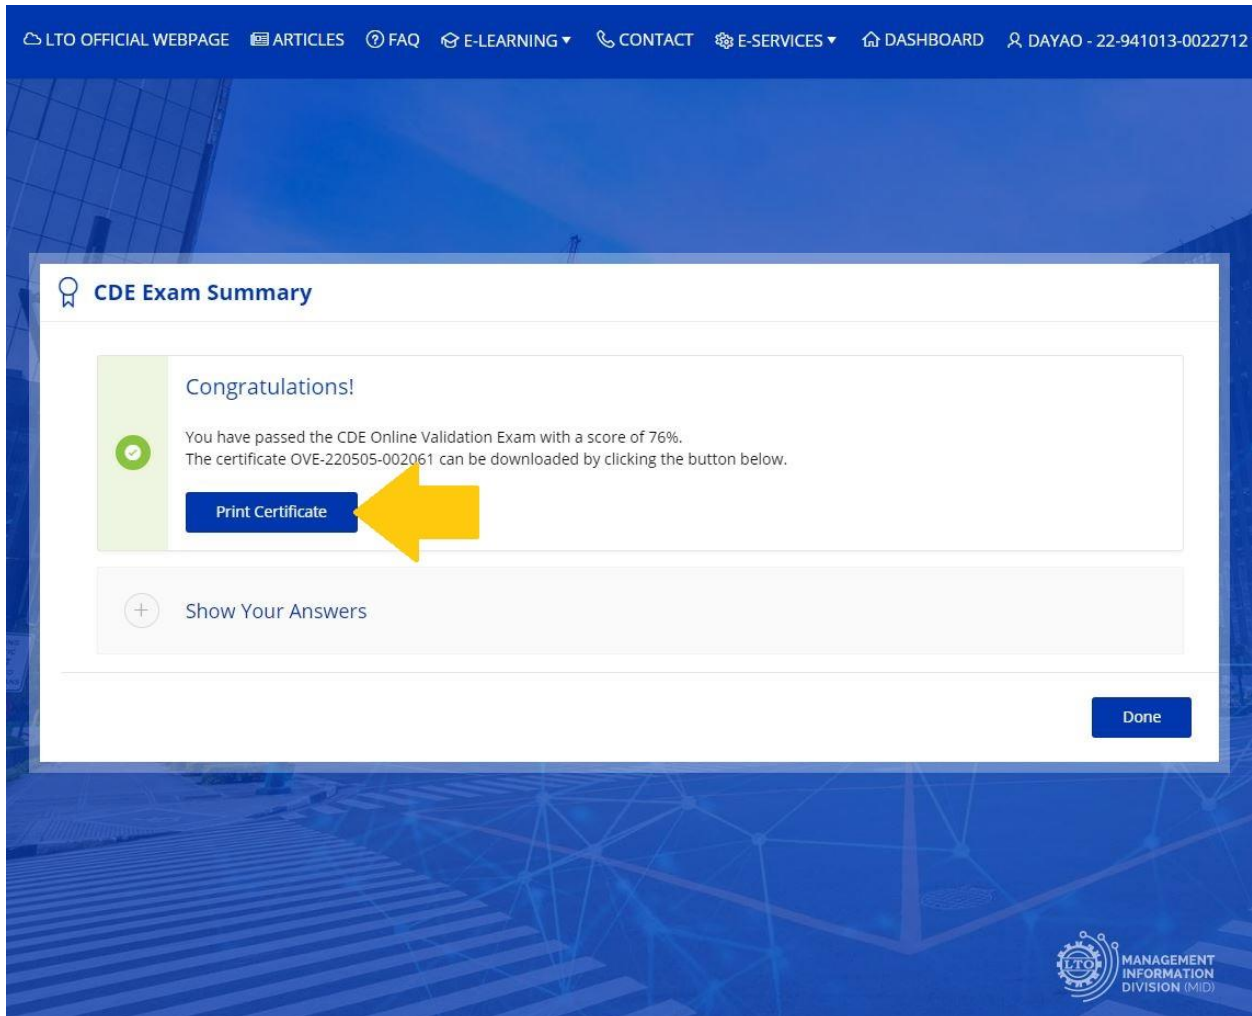 LTO OFFICIAL WEBPAGE ARTICLES FAQ E-LEARNING CONTACT E-SERVICES DASHBOARD DAYAO - 22-941013-0022712
CDE Exam Summary
Congratulations!
You have passed the CDE Online Validation Exam with a score of 76%.
The certificate OVE-220505-002061 can be downloaded by clicking the button below.
Print Certificate
Show Your Answers
Done
LTO
MANAGEMENT
INFORMATION
DIVISION (MID)